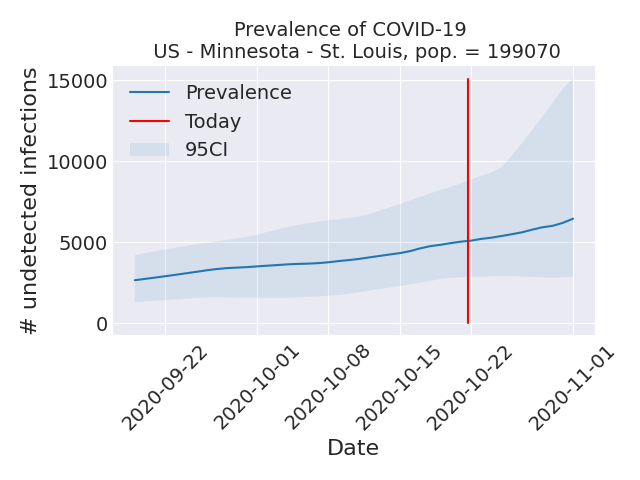 Prevalence of COVID-19
US - Minnesota - St. Louis, pop. = 199070
# undetected infections
15000
10000
5000
0
Prevalence
Today
95CI
2020-09-22
2020-10-01
2020-10-08
2020-10-15
2020-10-22
2020-11-01
Date